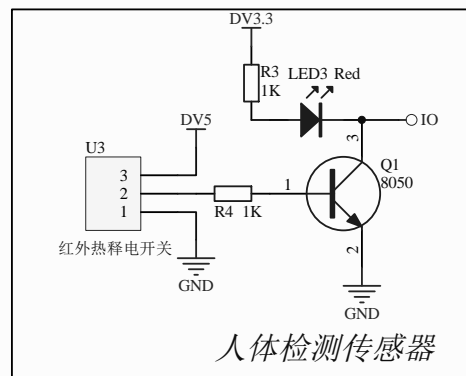 DV3.3
R3
1K
LED3 Red
IO
DV5
U3
3
2
1
R4 1K
1
3
Q1
8050
2
红外热释电开关
GND
GND
人体检测传感器